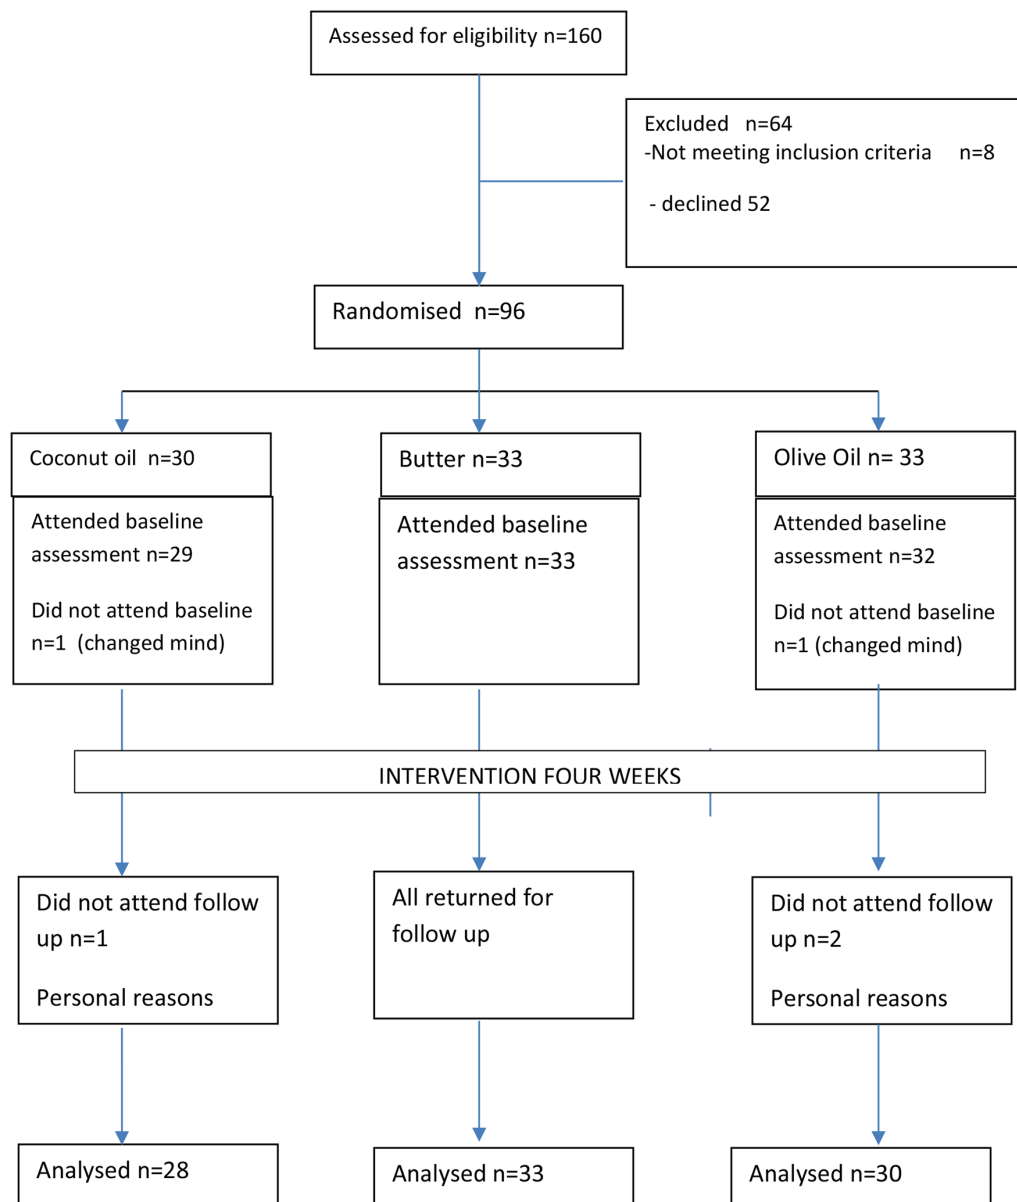 Assessed for eligibility n=160
Excluded n=64
-Not meeting inclusion criteria n=8
- declined 52
Randomised n=96
Coconut oil n=30
Attended baseline
assessment n=29
Did not attend baseline
n=1 (changed mind)
Butter n=33
Attended baseline
assessment n=33
Olive Oil n= 33
Attended baseline
assessment n=32
Did not attend baseline
n=1 (changed mind)
INTERVENTION FOUR WEEKS
Did not attend follow
up n=1
Personal reasons
All returned for
follow up
Did not attend follow
up n=2
Personal reasons
Analysed n=28
Analysed n=33
Analysed n=30